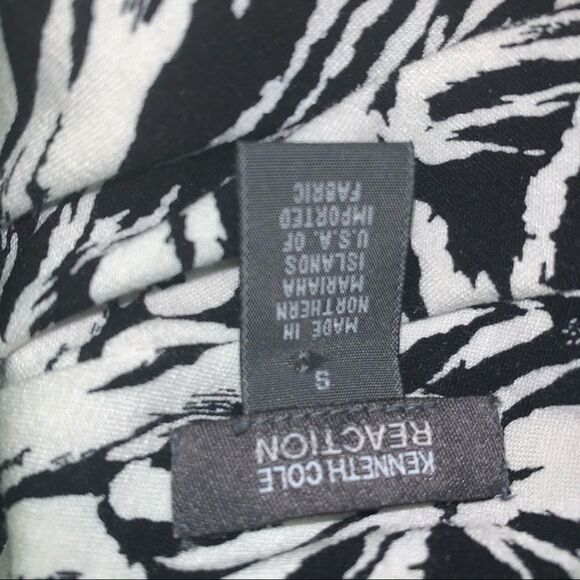 KENNETH COLE
REACTION
S
MADE IN
NORTHERN
MARIANA
ISLANDS
U.S.A. OF
IMPORTED
FABRIC